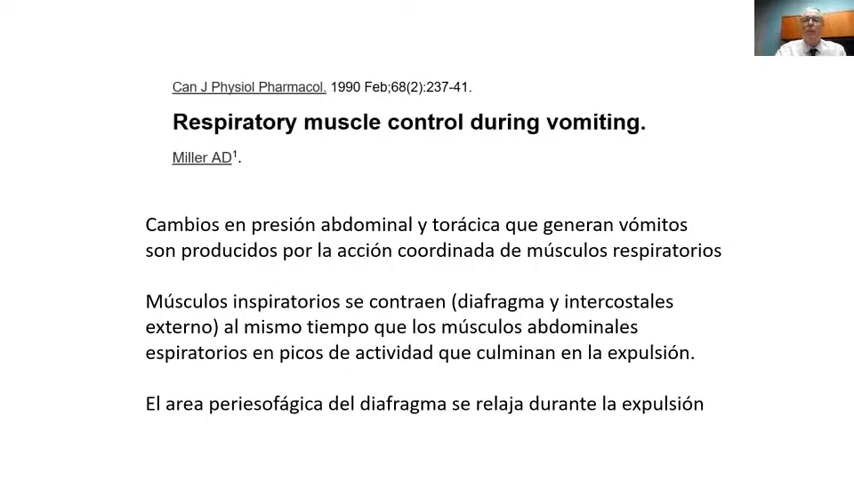 Can J Physiol Pharmacol. 1990 Feb;68(2):237-41.
Respiratory muscle control during vomiting.
Miller AD1.
Cambios en presión abdominal y torácica que generan vómitos
son producidos por la acción coordinada de músculos respiratorios
Músculos inspiratorios se contraen (diafragma y intercostales
externo) al mismo tiempo que los músculos abdominales
espiratorios en picos de actividad que culminan en la expulsión.
El area periesofágica del diafragma se relaja durante la expulsión